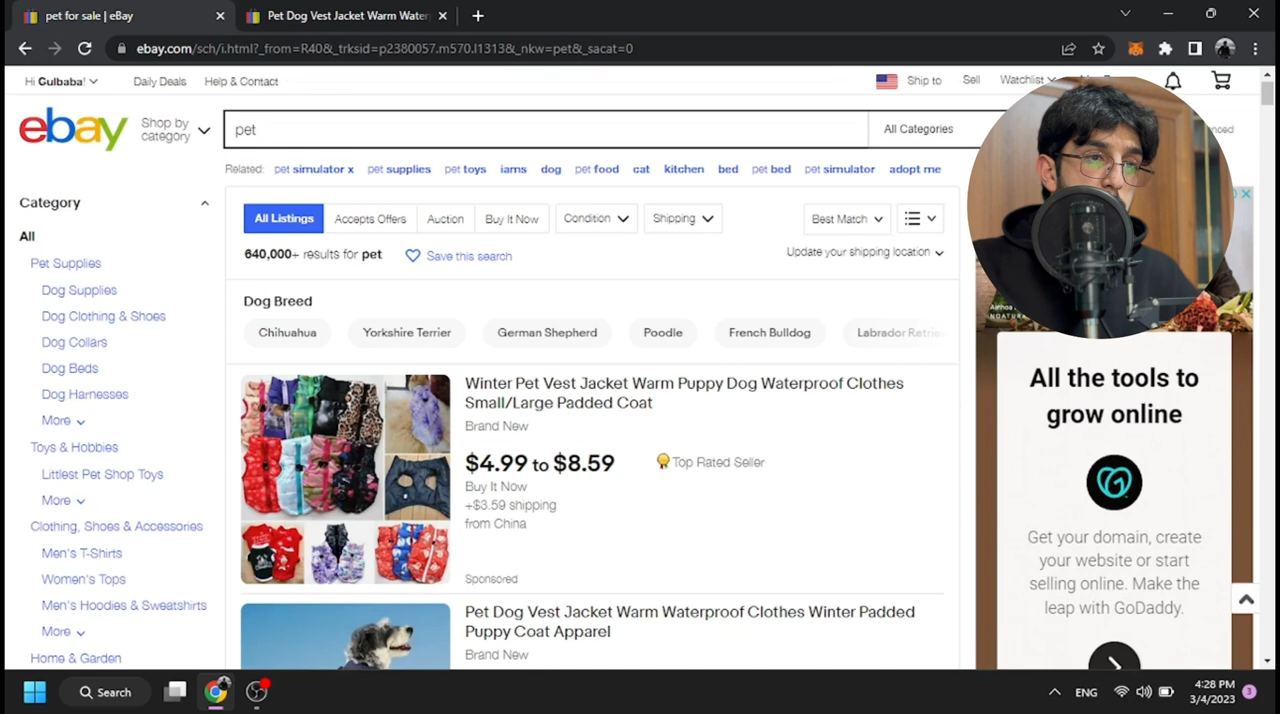 pet for sale | eBay
Pet Dog Vest Jacket Warm Water
ebay.com/sch/i.html?_from=R40&_trksid=p2380057.m570.l1313&_nkw=pet&_sacat=0
Hi Gulbaba!
Daily Deals
Help & Contact
Ship to
Sell
Watchlist
ebay
Shop by
category
pet
All Categories
Related:
pet simulator x
pet supplies
pet toys
iams
dog
pet food
cat
kitchen
bed
pet bed
pet simulator
adopt me
Category
All
Pet Supplies
Dog Supplies
Dog Clothing & Shoes
Dog Collars
Dog Beds
Dog Harnesses
More
Toys & Hobbies
Littlest Pet Shop Toys
More
Clothing, Shoes & Accessories
Men's T-Shirts
Women's Tops
Men's Hoodies & Sweatshirts
More
Home & Garden
All Listings
Accepts Offers
Auction
Buy It Now
Condition
Shipping
Best Match
640,000+ results for pet
Save this search
Update your shipping location
Dog Breed
Chihuahua
Yorkshire Terrier
German Shepherd
Poodle
French Bulldog
Labrador Retrie
Winter Pet Vest Jacket Warm Puppy Dog Waterproof Clothes
Small/Large Padded Coat
Brand New
$4.99 to $8.59
Top Rated Seller
Buy It Now
+$3.59 shipping
from China
Sponsored
Pet Dog Vest Jacket Warm Waterproof Clothes Winter Padded
Puppy Coat Apparel
Brand New
All the tools to
grow online
Get your domain, create
your website or start
selling online. Make the
leap with GoDaddy.
Search
ENG
4:28 PM
3/4/2023
3